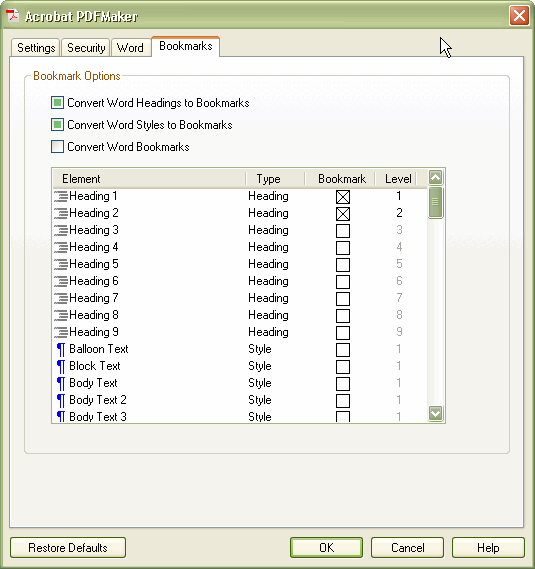 Acrobat PDFMaker
Settings Security Word Bookmarks
Bookmark Options
Convert Word Headings to Bookmarks
Convert Word Styles to Bookmarks
Convert Word Bookmarks
Element Type Bookmark Level
Heading 1 Heading 1
Heading 2 Heading 2
Heading 3 Heading 3
Heading 4 Heading 4
Heading 5 Heading 5
Heading 6 Heading 6
Heading 7 Heading 7
Heading 8 Heading 8
Heading 9 Heading 9
¶ Balloon Text Style 1
¶ Block Text Style 1
¶ Body Text Style 1
¶ Body Text 2 Style 1
¶ Body Text 3 Style 1
Restore Defaults OK Cancel Help